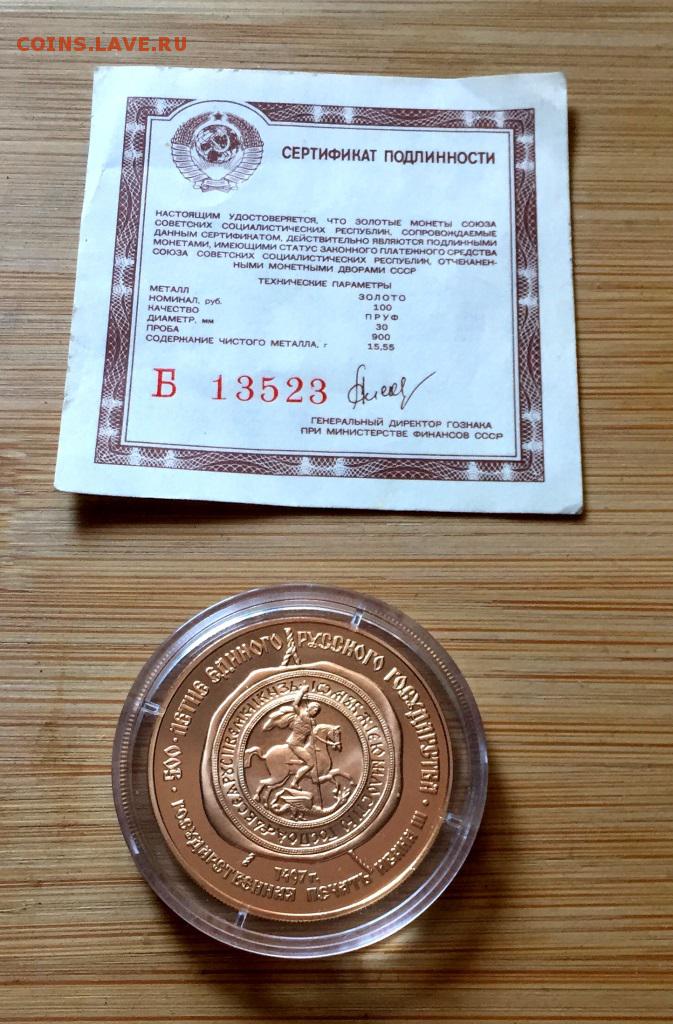 COINS.LAVE.RU
СЕРТИФИКАТ ПОДЛИННОСТИ
НАСТОЯЩИМ УДОСТОВЕРЯЕТСЯ, ЧТО ЗОЛОТЫЕ МОНЕТЫ СОЮЗА
СОВЕТСКИХ СОЦИАЛИСТИЧЕСКИХ РЕСПУБЛИК, СОПРОВОЖДАЕМЫЕ
ДАННЫМ СЕРТИФИКАТОМ, ДЕЙСТВИТЕЛЬНО ЯВЛЯЮТСЯ ПОДЛИННЫМИ
МОНЕТАМИ, ИМЕЮЩИМИ СТАТУС ЗАКОННОГО ПЛАТЕЖНОГО СРЕДСТВА
СОЮЗА СОВЕТСКИХ СОЦИАЛИСТИЧЕСКИХ РЕСПУБЛИК, ОТЧЕКАНЕН-
НЫМИ МОНЕТНЫМИ ДВОРАМИ СССР
ТЕХНИЧЕСКИЕ ПАРАМЕТРЫ
МЕТАЛЛ ЗОЛОТО
НОМИНАЛ, руб. 100
КАЧЕСТВО ПРУФ
ДИАМЕТР, мм 30
ПРОБА 900
СОДЕРЖАНИЕ ЧИСТОГО МЕТАЛЛА, г 15,55
Б 13523
ГЕНЕРАЛЬНЫЙ ДИРЕКТОР ГОЗНАКА
ПРИ МИНИСТЕРСТВЕ ФИНАНСОВ СССР
500-ЛЕТИЕ ЕДИНОГО РУССКОГО ГОСУДАРСТВА
1497 г.
ГОСУДАРСТВЕННАЯ ПЕЧАТЬ ИВАНА III